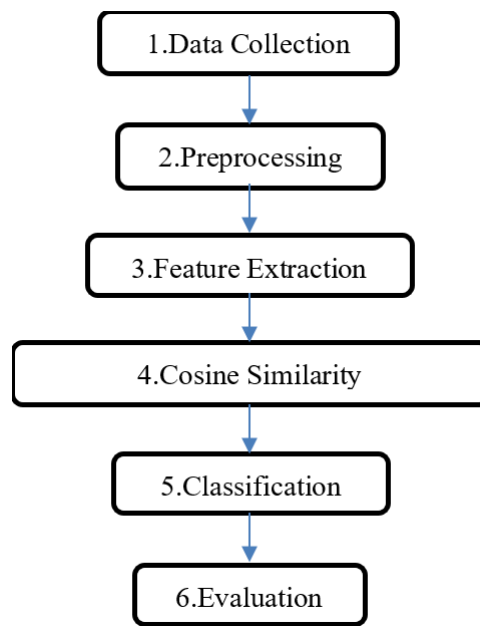 1.Data Collection
2.Preprocessing
3.Feature Extraction
4.Cosine Similarity
5.Classification
6.Evaluation